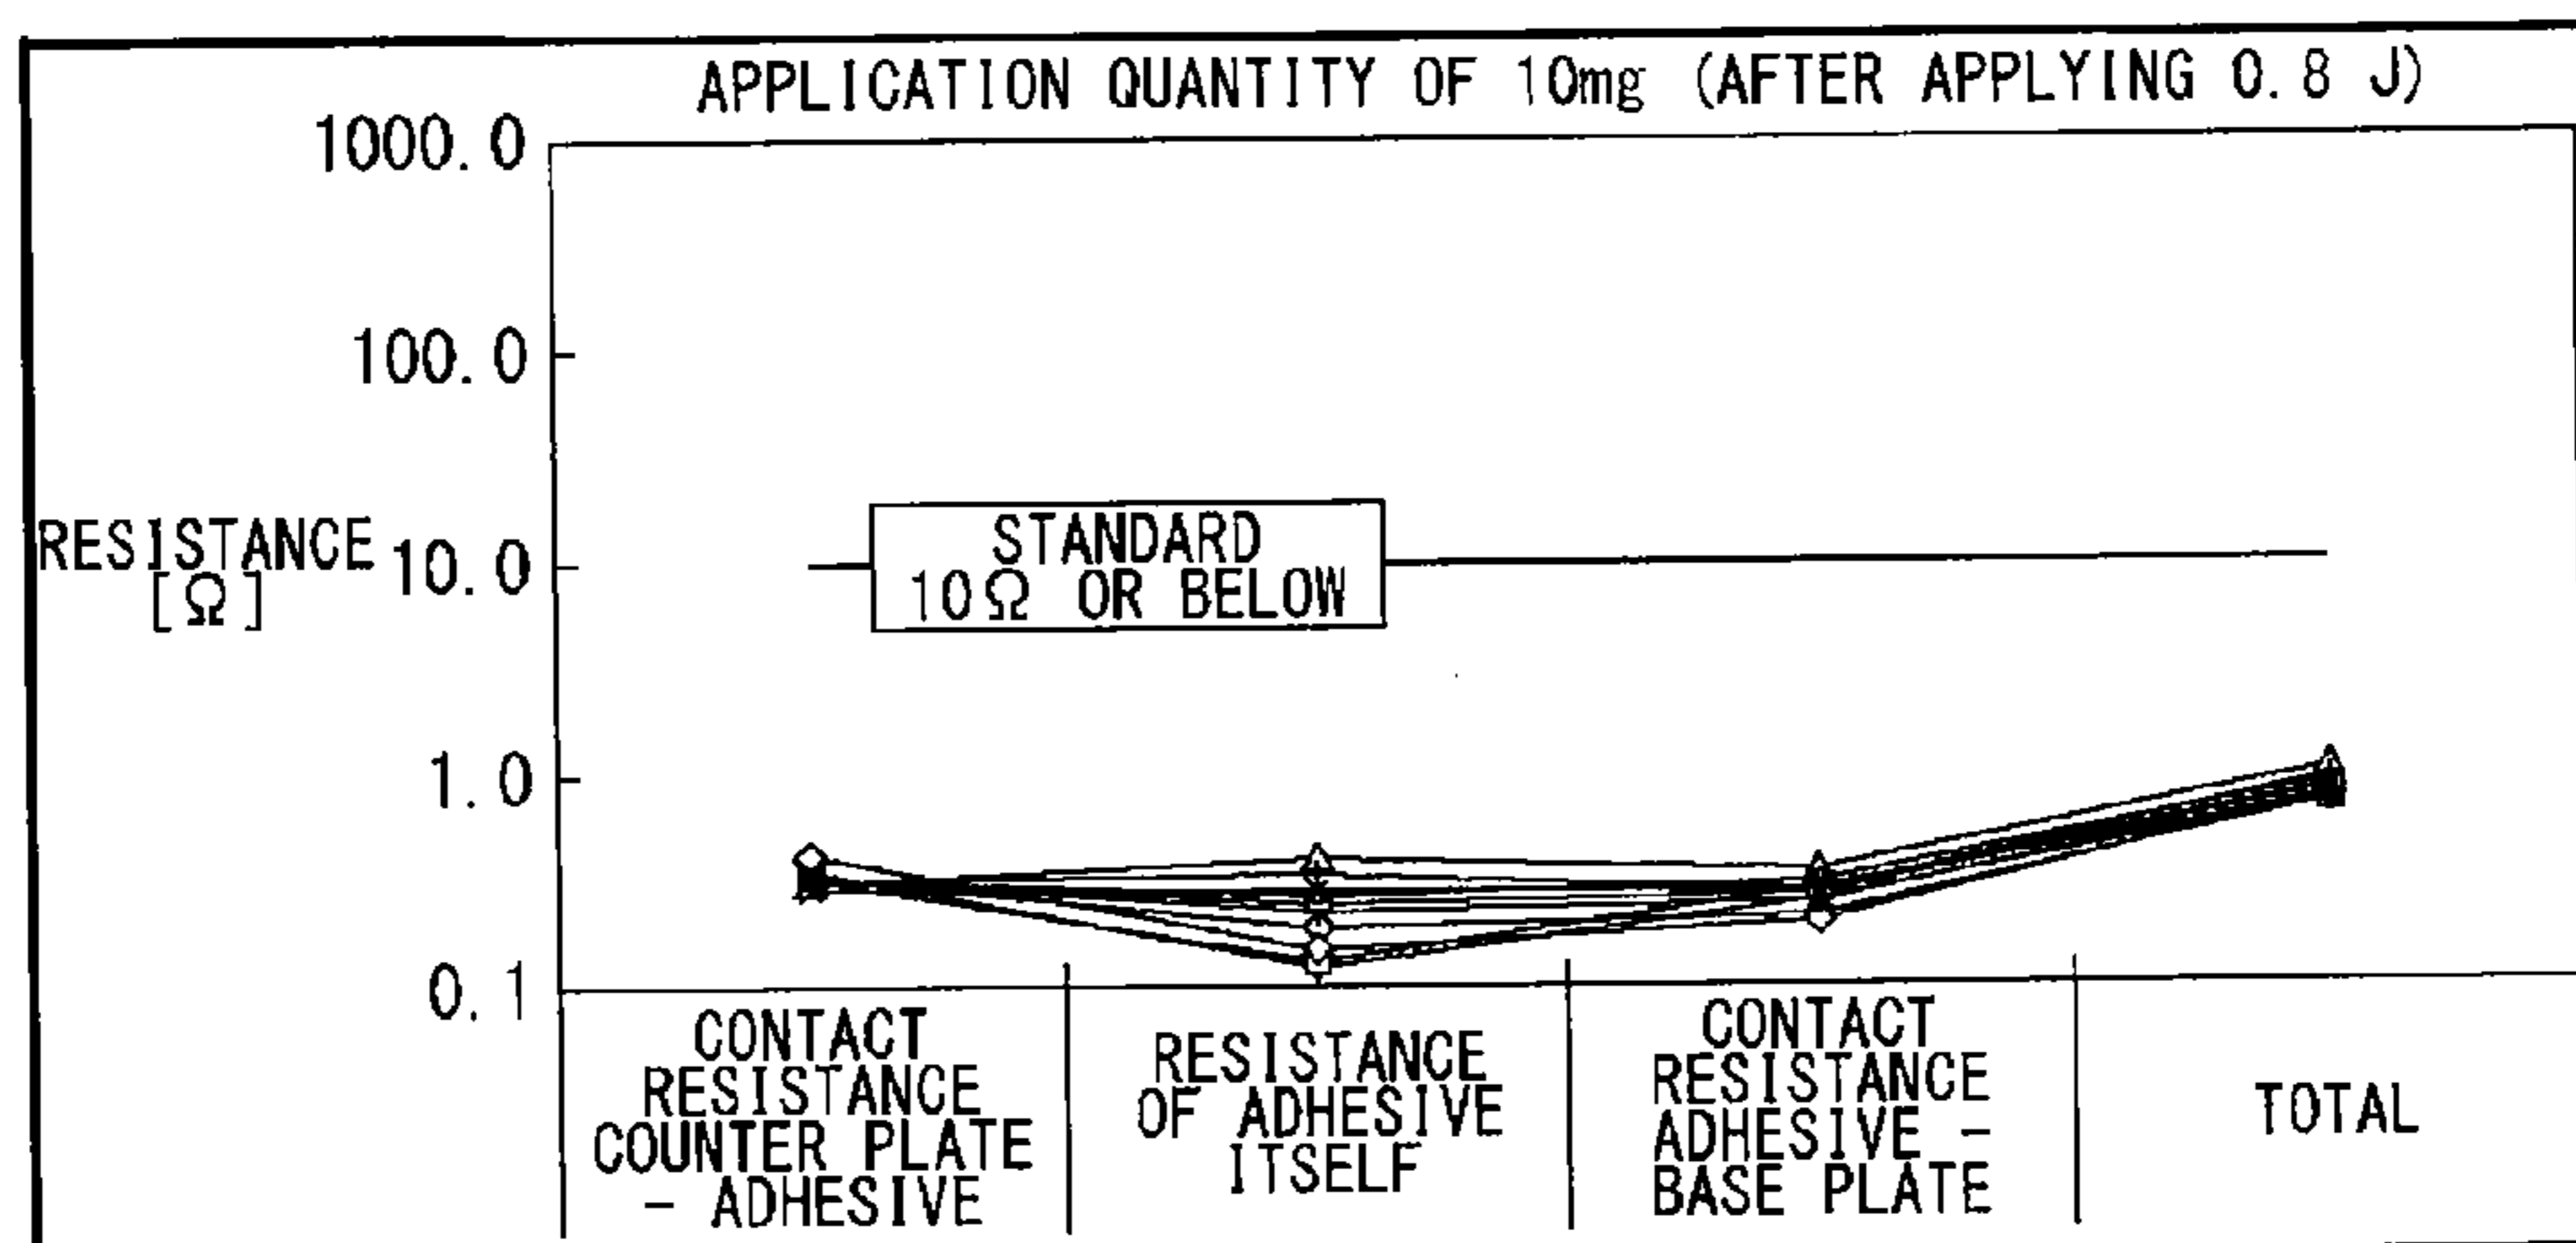 APPLICATION QUANTITY OF 10mg (AFTER APPLYING 0.8 J)
1000.0
100.0
RESISTANCE
[Ω]
10.0
STANDARD
10Ω OR BELOW
1.0
0.1
CONTACT
RESISTANCE
COUNTER PLATE
- ADHESIVE
RESISTANCE
OF ADHESIVE
ITSELF
CONTACT
RESISTANCE
ADHESIVE -
BASE PLATE
TOTAL